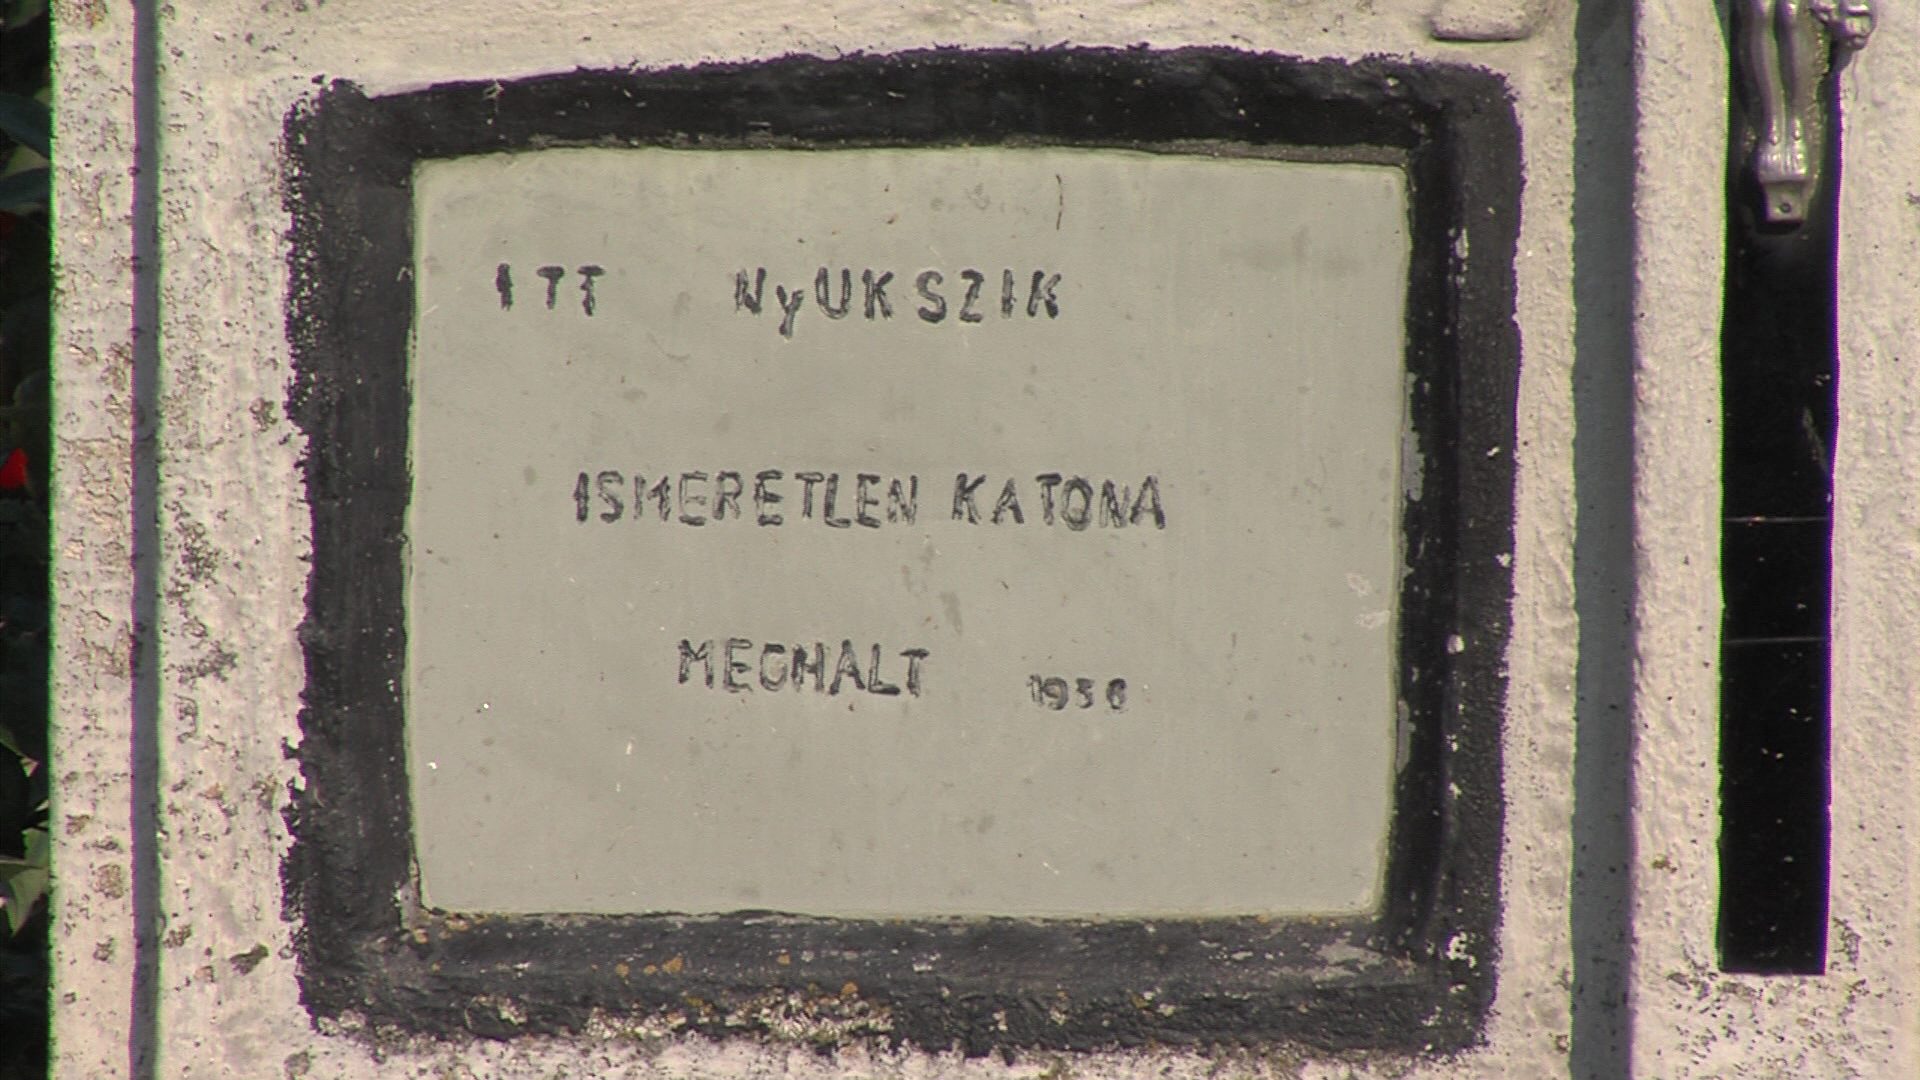 ITT NyUKSZIK
ISMERETLEN KATONA
MEGHALT 1956